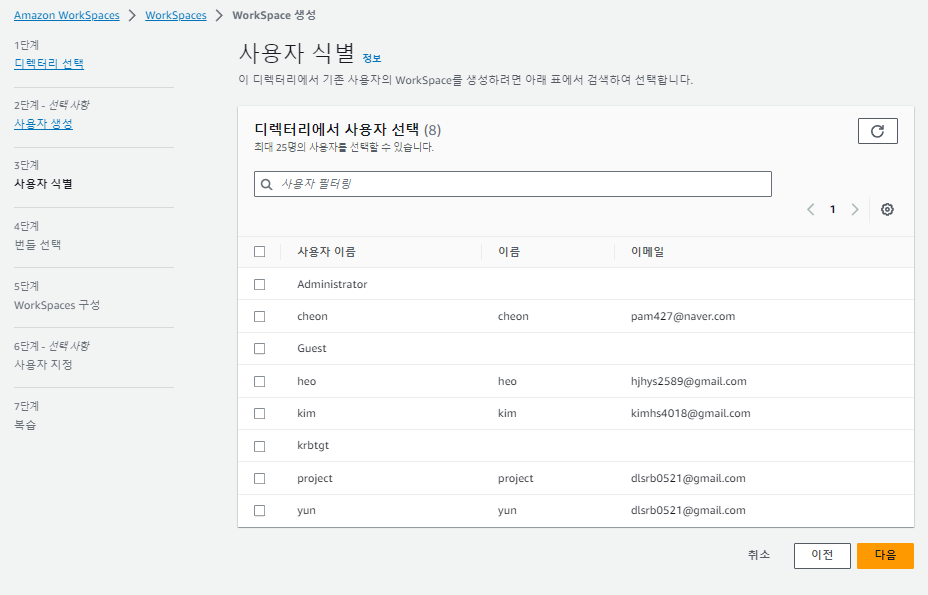 Amazon WorkSpaces > WorkSpaces > WorkSpace 생성
1단계
디렉터리 선택
2단계 - 선택 사항
사용자 생성
3단계
사용자 식별
4단계
번들 선택
5단계
WorkSpaces 구성
6단계 - 선택 사항
사용자 지정
7단계
복습
사용자 식별 정보
이 디렉터리에서 기존 사용자의 WorkSpace를 생성하려면 아래 표에서 검색하여 선택합니다.
디렉터리에서 사용자 선택 (8)
최대 25명의 사용자를 선택할 수 있습니다.
사용자 필터링
< 1 >
사용자 이름 이름 이메일
Administrator
cheon cheon pam427@naver.com
Guest
heo heo hjhys2589@gmail.com
kim kim kimhs4018@gmail.com
krbtgt
project project dlsrb0521@gmail.com
yun yun dlsrb0521@gmail.com
취소 이전 다음